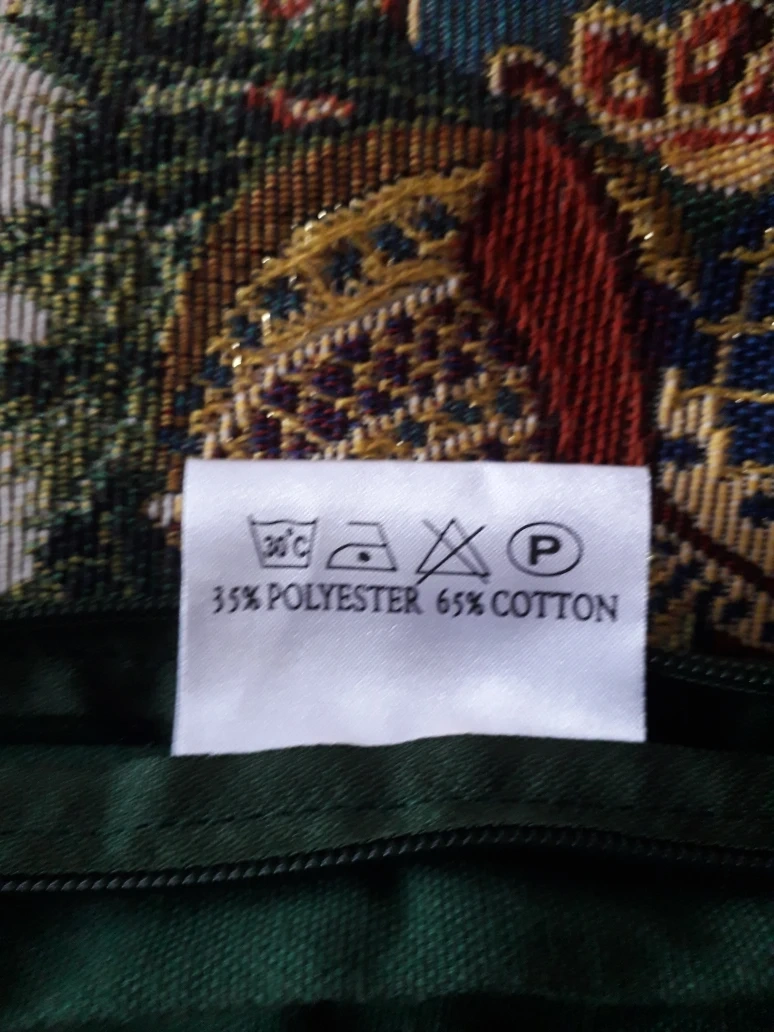 30°C P
35% POLYESTER 65% COTTON